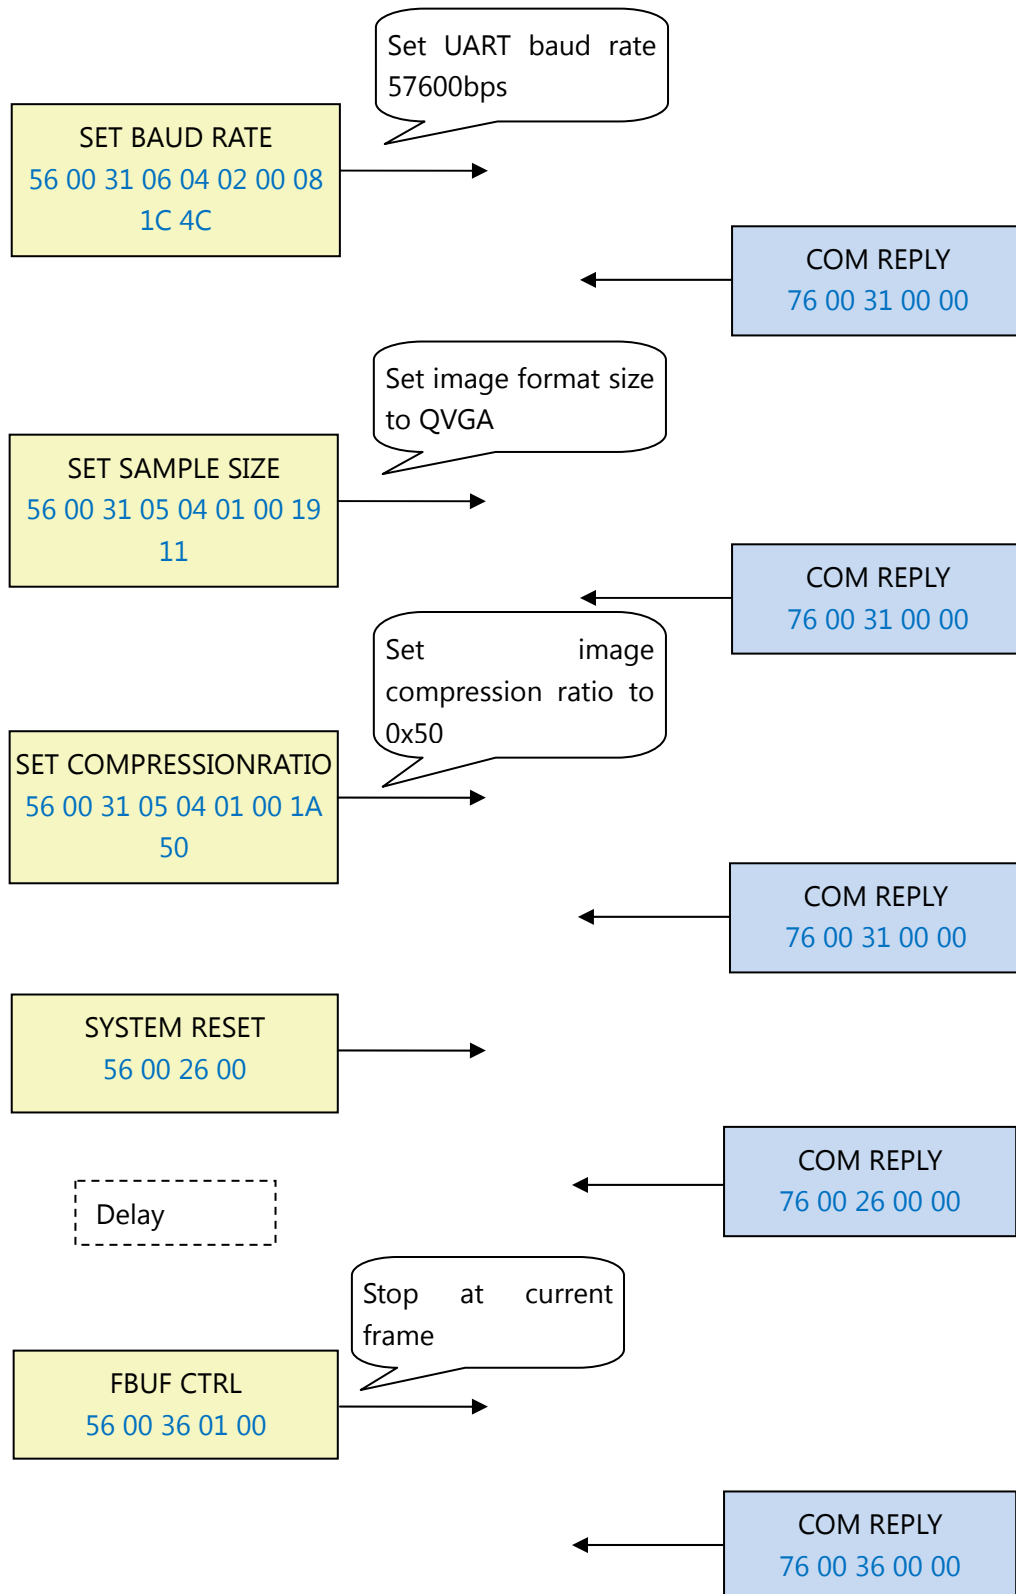 Set UART baud rate
57600bps
SET BAUD RATE
56 00 31 06 04 02 00 08
1C 4C
COM REPLY
76 00 31 00 00
Set image format size
to QVGA
SET SAMPLE SIZE
56 00 31 05 04 01 00 19
11
COM REPLY
76 00 31 00 00
Set image
compression ratio to
0x50
SET COMPRESSIONRATIO
56 00 31 05 04 01 00 1A
50
COM REPLY
76 00 31 00 00
SYSTEM RESET
56 00 26 00
COM REPLY
76 00 26 00 00
Delay
Stop at current
frame
FBUF CTRL
56 00 36 01 00
COM REPLY
76 00 36 00 00